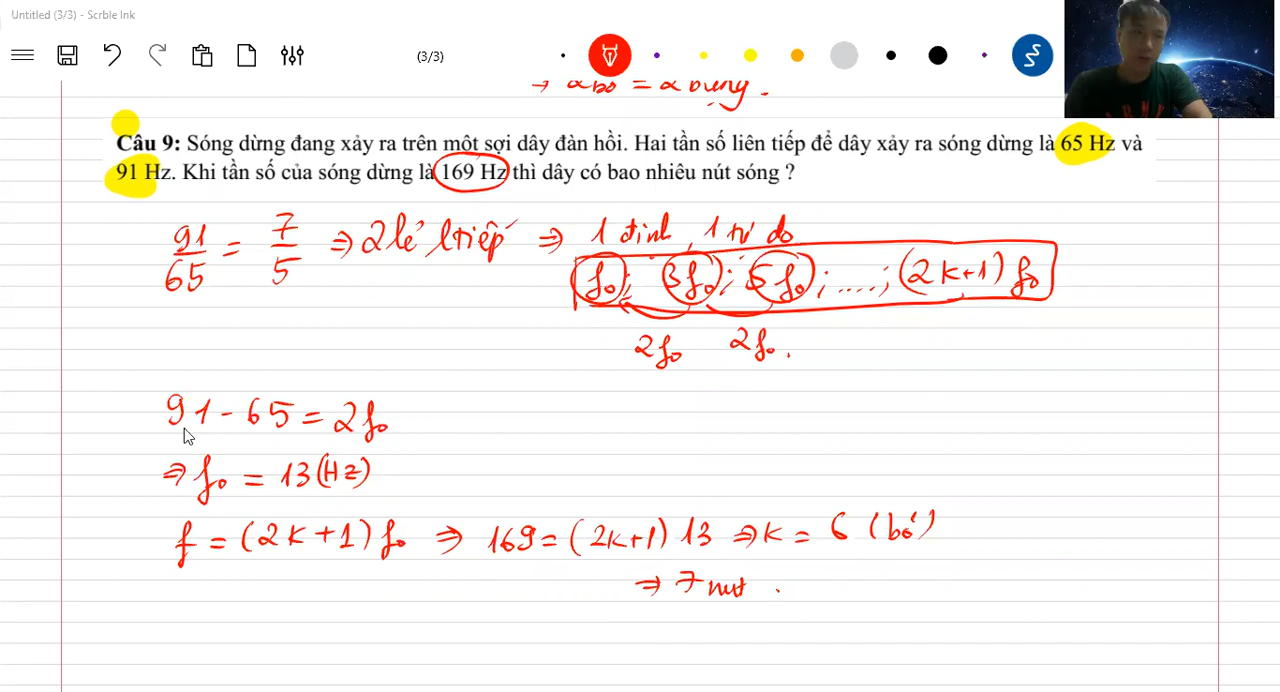 Untitled (3/3) - Scrble Ink
(3/3)
→ α bó = α bụng.
Câu 9: Sóng dừng đang xảy ra trên một sợi dây đàn hồi. Hai tần số liên tiếp để dây xảy ra sóng dừng là 65 Hz và
91 Hz. Khi tần số của sóng dừng là 169 Hz thì dây có bao nhiêu nút sóng ?
91/65 = 7/5 ⇒ 2 lẻ ltiếp ⇒ 1 đinh, 1 tự do
f₀; 3f₀; 5f₀; ....; (2k+1) f₀
2f₀ 2f₀.
91 - 65 = 2f₀
⇒ f₀ = 13 (Hz)
f = (2k+1) f₀ ⇒ 169 = (2k+1) 13 ⇒ k = 6 (bó)
⇒ 7 nút.